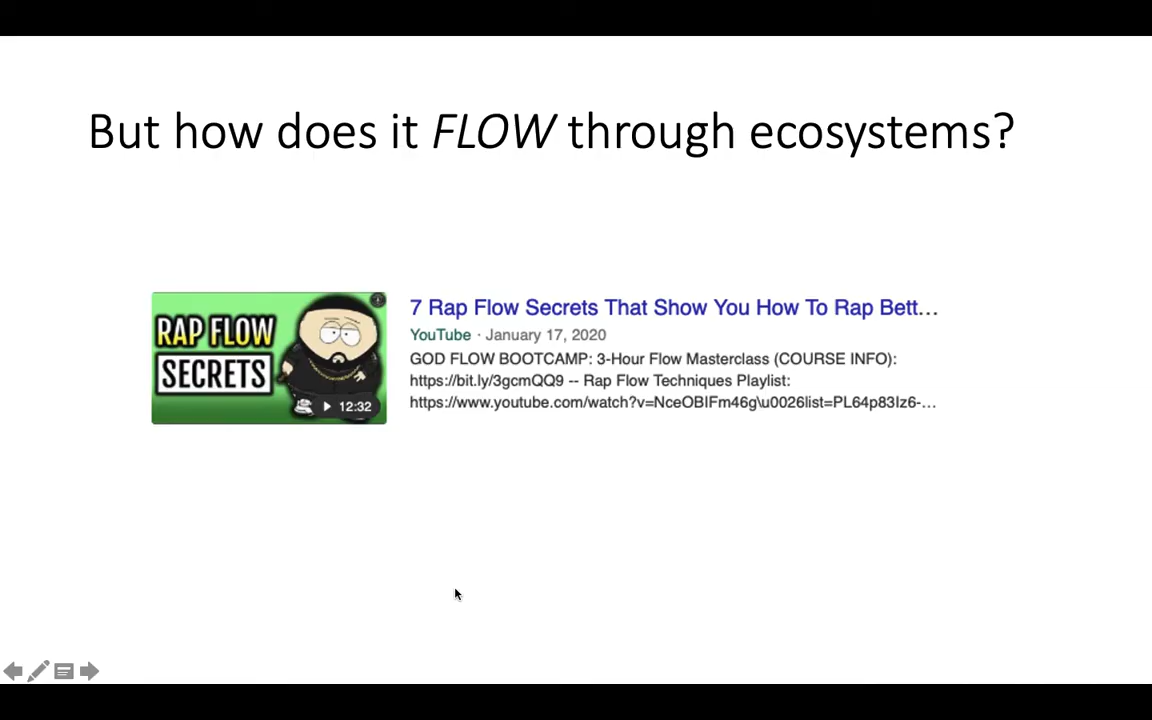 But how does it FLOW through ecosystems?
RAP FLOW
SECRETS
12:32
7 Rap Flow Secrets That Show You How To Rap Bett...
YouTube · January 17, 2020
GOD FLOW BOOTCAMP: 3-Hour Flow Masterclass (COURSE INFO):
https://bit.ly/3gcmQQ9 -- Rap Flow Techniques Playlist:
https://www.youtube.com/watch?v=NceOBIFm46g\u0026list=PL64p83Iz6-...